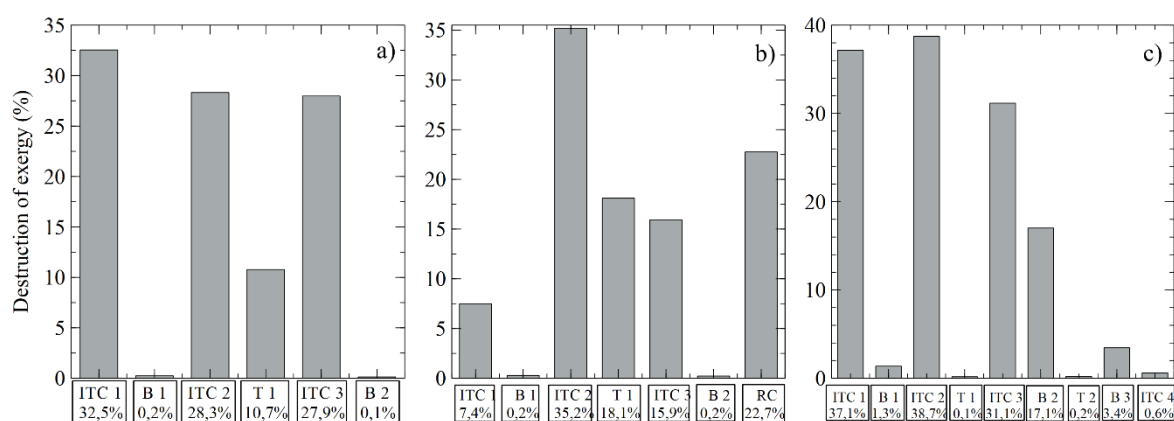 Destruction of exergy (%)
35
30
25
20
15
10
5
0
a)
ITC 1 B 1 ITC 2 T 1 ITC 3 B 2
32,5% 0,2% 28,3% 10,7% 27,9% 0,1%
35
30
25
20
15
10
5
0
b)
ITC 1 B 1 ITC 2 T 1 ITC 3 B 2 RC
7,4% 0,2% 35,2% 18,1% 15,9% 0,2% 22,7%
40
30
20
10
0
c)
ITC 1 B 1 ITC 2 T 1 ITC 3 B 2 T 2 B 3 ITC 4
37,1% 1,3% 38,7% 0,1% 31,1% 17,1% 0,2% 3,4% 0,6%